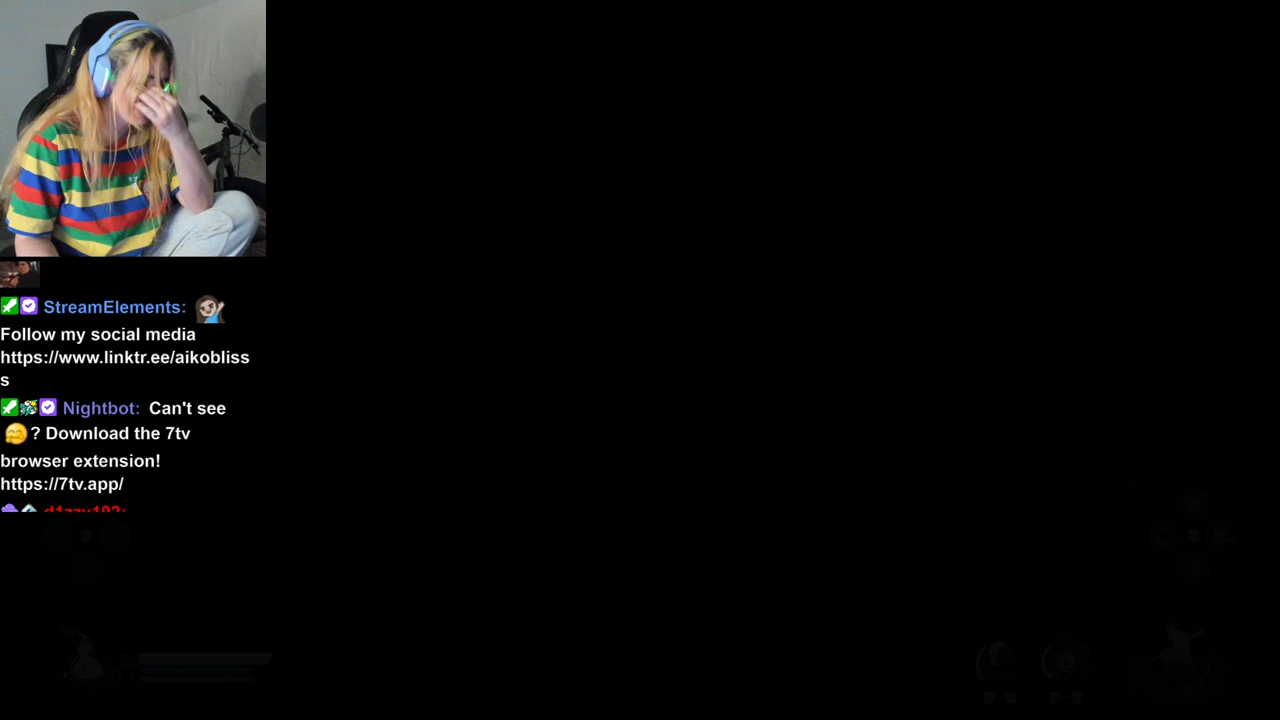 StreamElements:
Follow my social media
https://www.linktr.ee/aikobliss
s
Nightbot: Can't see
? Download the 7tv
browser extension!
https://7tv.app/
d1zzy192: